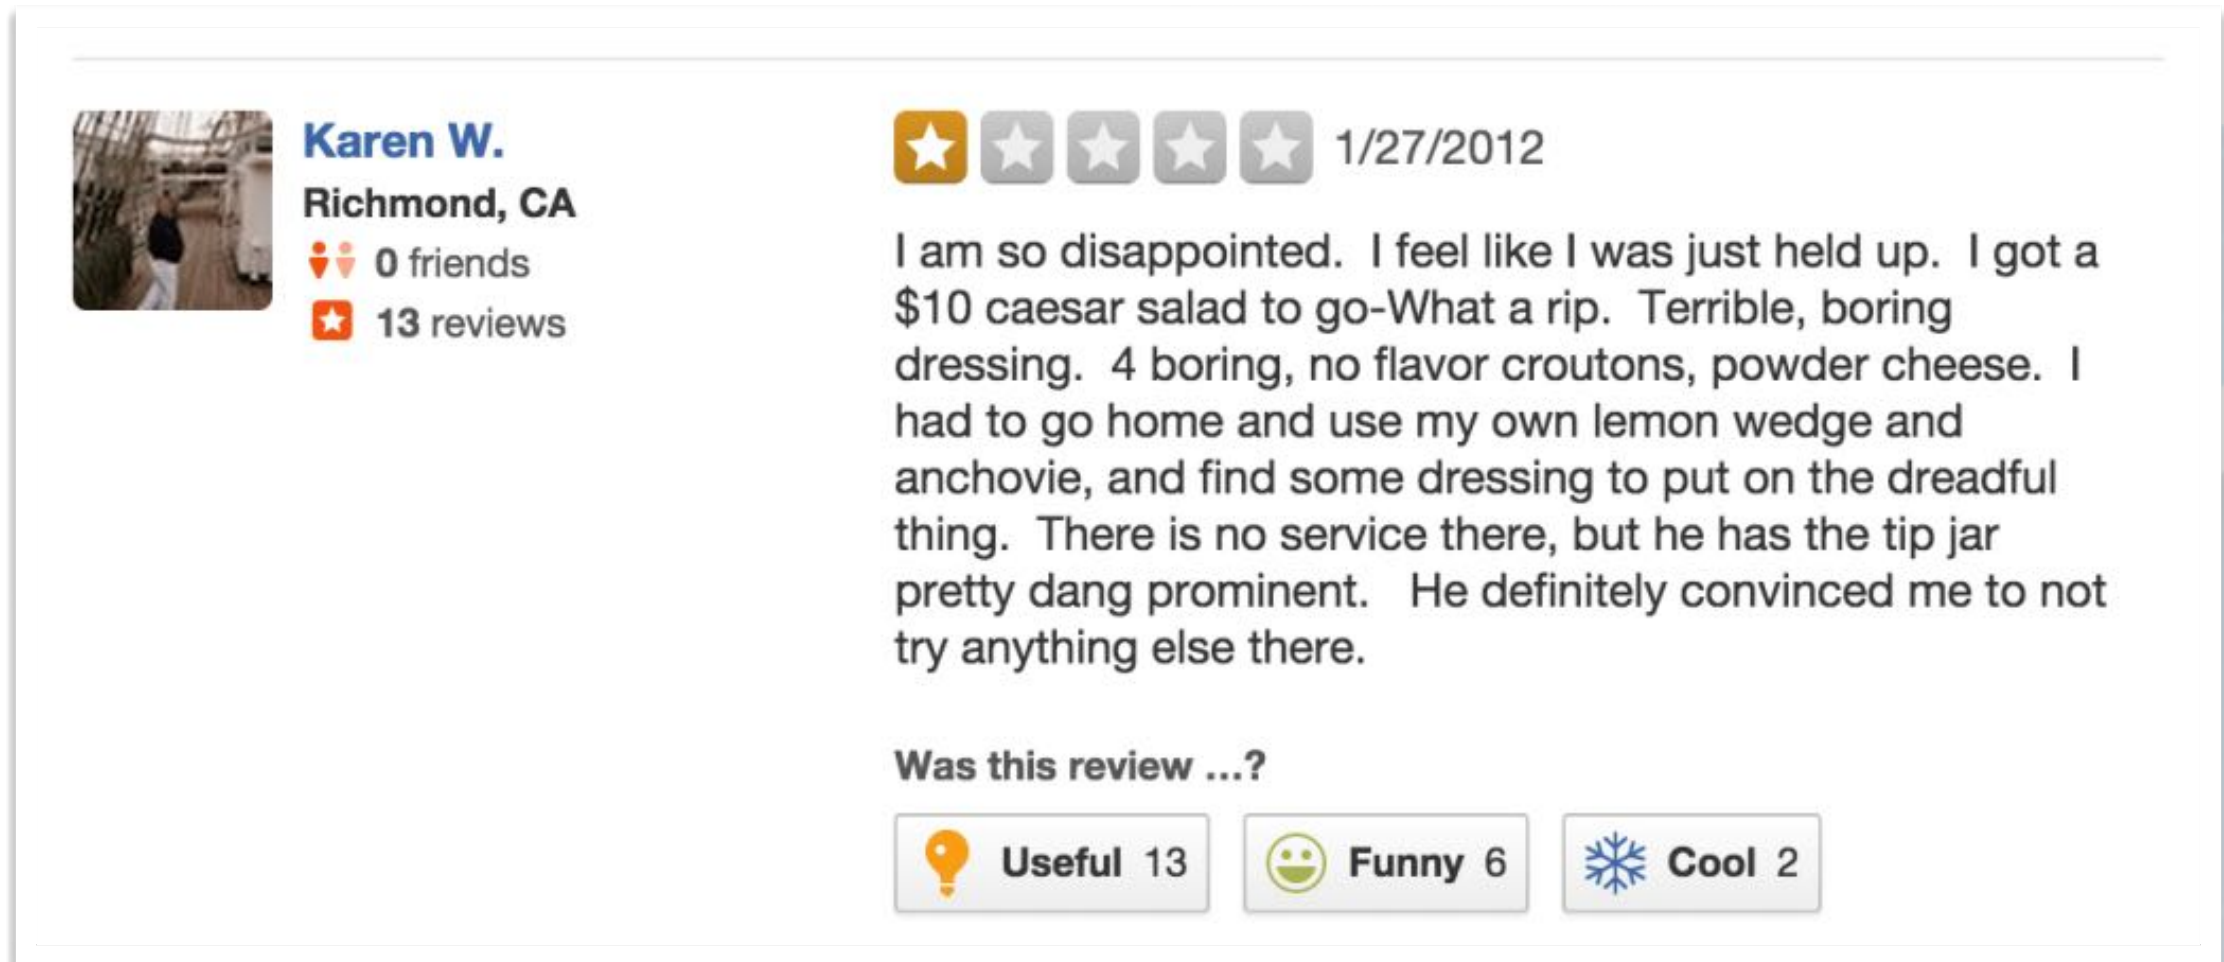 Karen W.
Richmond, CA
0 friends
13 reviews
1/27/2012
I am so disappointed.  I feel like I was just held up.  I got a
$10 caesar salad to go-What a rip.  Terrible, boring
dressing.  4 boring, no flavor croutons, powder cheese.  I
had to go home and use my own lemon wedge and
anchovie, and find some dressing to put on the dreadful
thing.  There is no service there, but he has the tip jar
pretty dang prominent.   He definitely convinced me to not
try anything else there.
Was this review ...?
Useful 13
Funny 6
Cool 2